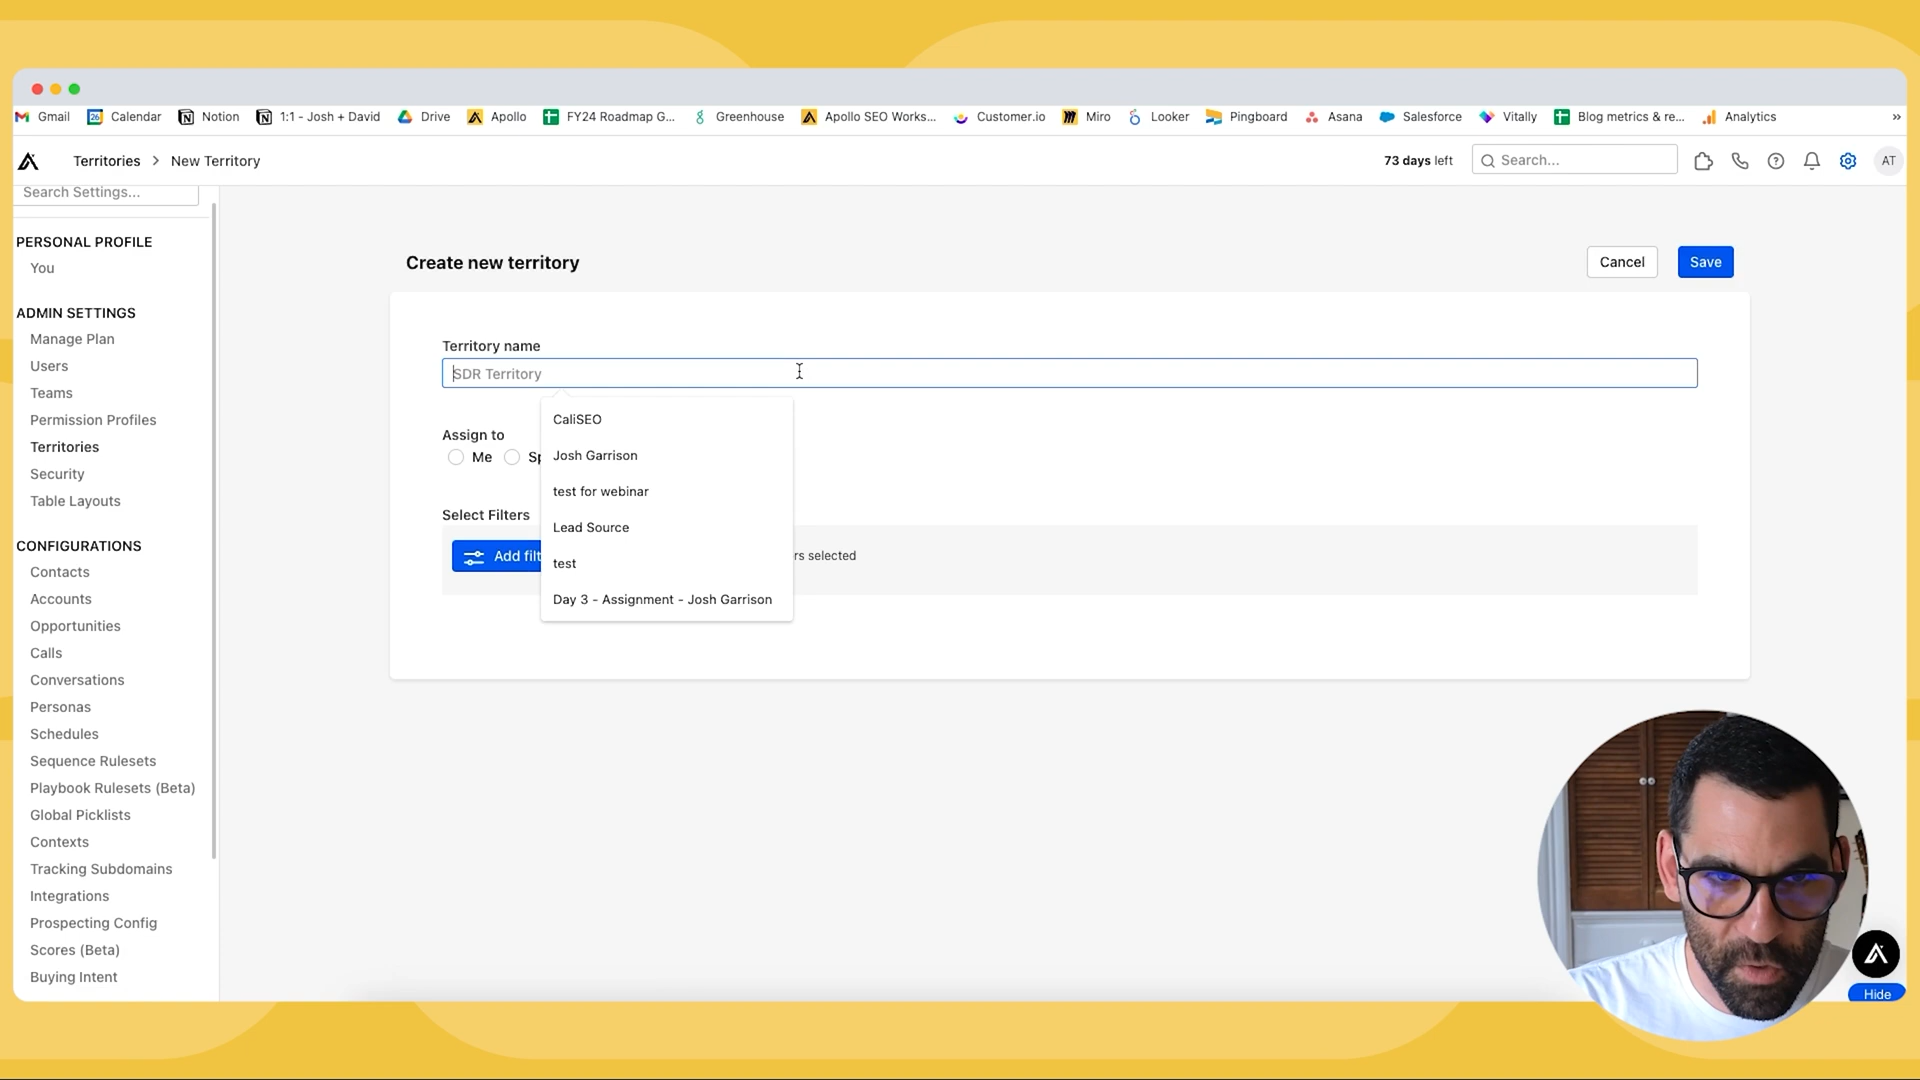 Gmail Calendar Notion 1:1 - Josh + David Drive Apollo FY24 Roadmap G... Greenhouse Apollo SEO Works... Customer.io Miro Looker Pingboard Asana Salesforce Vitally Blog metrics & re... Analytics »
Territories > New Territory
73 days left
Search...
AT
Search Settings...
PERSONAL PROFILE
You
ADMIN SETTINGS
Manage Plan
Users
Teams
Permission Profiles
Territories
Security
Table Layouts
CONFIGURATIONS
Contacts
Accounts
Opportunities
Calls
Conversations
Personas
Schedules
Sequence Rulesets
Playbook Rulesets (Beta)
Global Picklists
Contexts
Tracking Subdomains
Integrations
Prospecting Config
Scores (Beta)
Buying Intent
Create new territory
Cancel
Save
Territory name
SDR Territory
CaliSEO
Josh Garrison
test for webinar
Lead Source
test
Day 3 - Assignment - Josh Garrison
Assign to
Me Sp
Select Filters
Add filt
rs selected
Hide